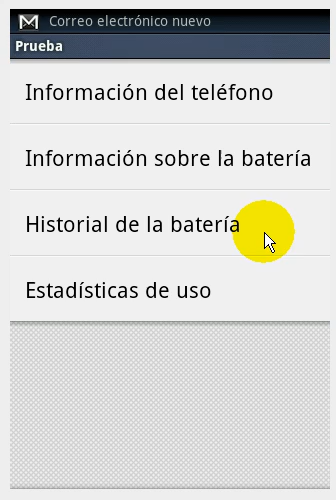 Correo electrónico nuevo
Prueba
Información del teléfono
Información sobre la batería
Historial de la batería
Estadísticas de uso